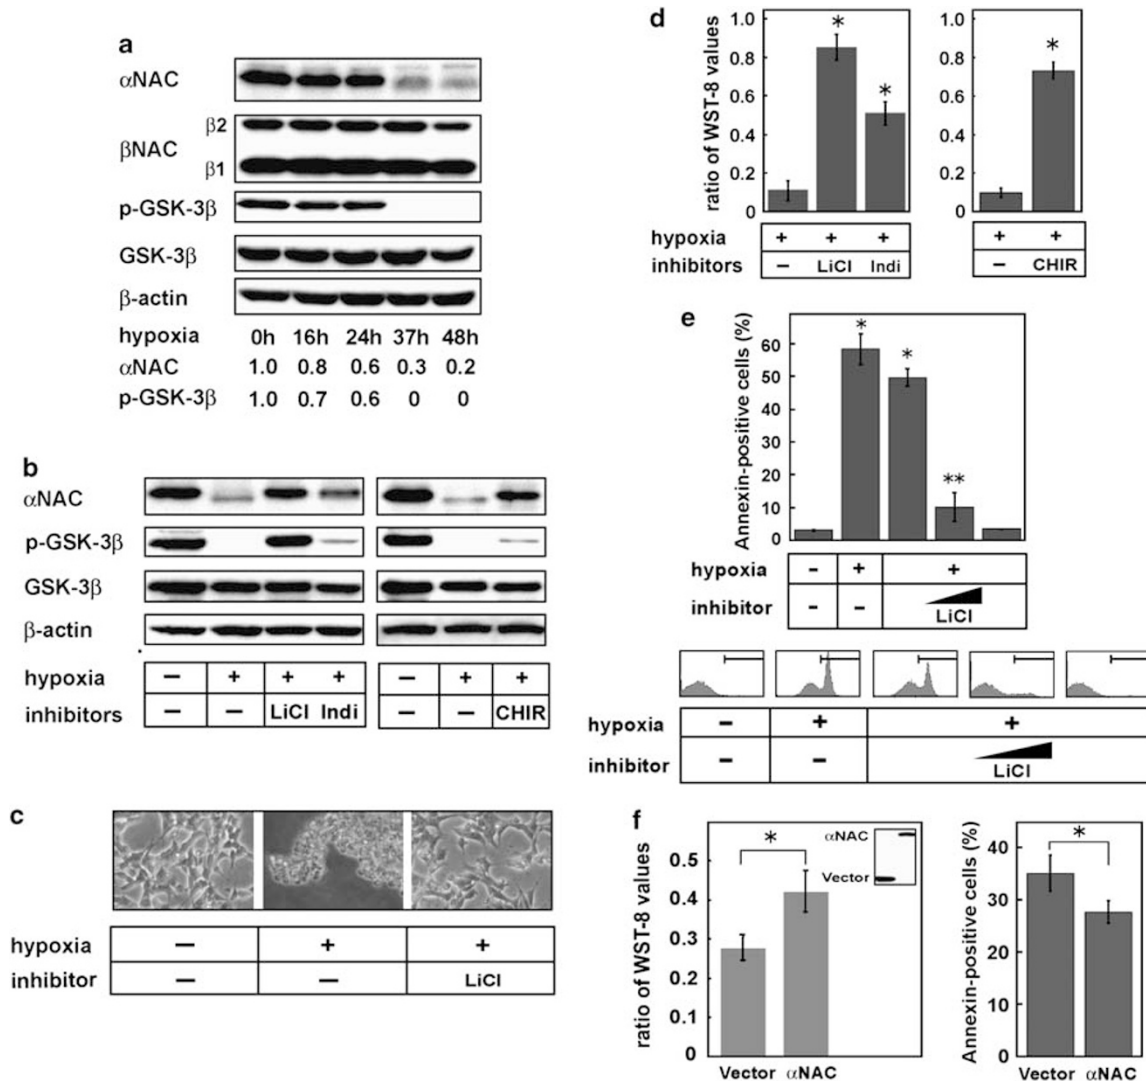 a
αNAC
βNAC
β2
β1
p-GSK-3β
GSK-3β
β-actin
hypoxia 0h 16h 24h 37h 48h
αNAC 1.0 0.8 0.6 0.3 0.2
p-GSK-3β 1.0 0.7 0.6 0 0
b
αNAC
p-GSK-3β
GSK-3β
β-actin
hypoxia − + + + − + +
inhibitors − − LiCl Indi − − CHIR
c
hypoxia − + +
inhibitor − − LiCl
d
ratio of WST-8 values
1.0
0.8
0.6
0.4
0.2
0
* *
hypoxia + + +
inhibitors − LiCl Indi
1.0
0.8
0.6
0.4
0.2
0
*
+ +
− CHIR
e
Annexin-positive cells (%)
60
50
40
30
20
10
0
* * **
hypoxia - + +
inhibitor - - LiCl
hypoxia − + +
inhibitor − − LiCl
f
ratio of WST-8 values
0.5
0.4
0.3
0.2
0.1
0
*
αNAC
Vector
Vector αNAC
Annexin-positive cells (%)
40
30
20
10
0
*
Vector αNAC